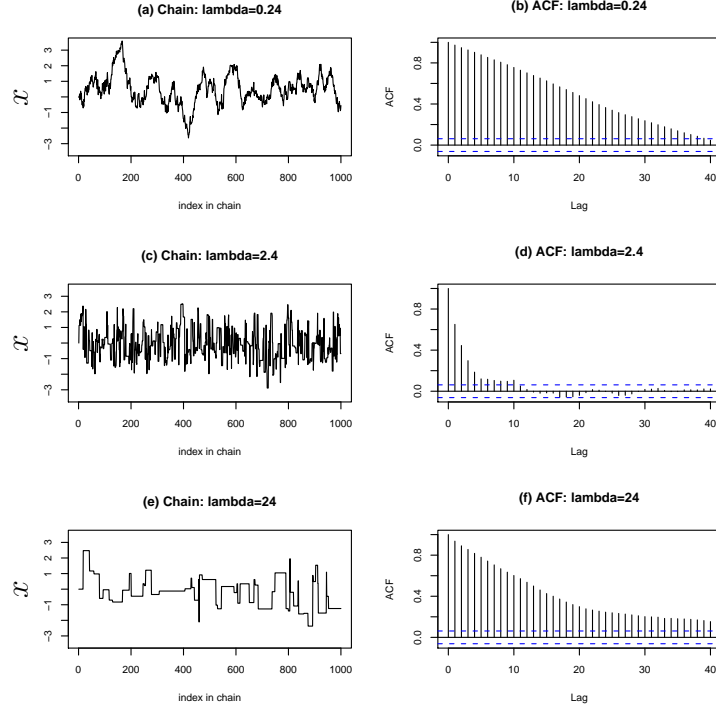 (a) Chain: lambda=0.24
x
-3 -1 1 2 3
0 200 400 600 800 1000
index in chain
(b) ACF: lambda=0.24
ACF
0.0 0.4 0.8
0 10 20 30 40
Lag
(c) Chain: lambda=2.4
x
-3 -1 1 2 3
0 200 400 600 800 1000
index in chain
(d) ACF: lambda=2.4
ACF
0.0 0.4 0.8
0 10 20 30 40
Lag
(e) Chain: lambda=24
x
-3 -1 1 2 3
0 200 400 600 800 1000
index in chain
(f) ACF: lambda=24
ACF
0.0 0.4 0.8
0 10 20 30 40
Lag